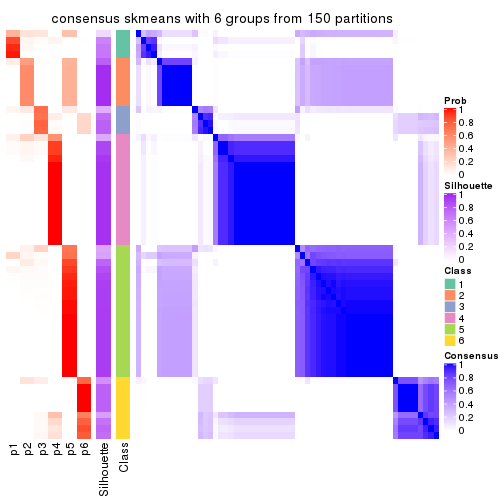 consensus skmeans with 6 groups from 150 partitions
Prob
1
0.8
0.6
0.4
0.2
0
Silhouette
1
0.8
0.6
0.4
0.2
0
Class
1
2
3
4
5
6
Consensus
1
0.8
0.6
0.4
0.2
0
p1
p2
p3
p4
p5
p6
Silhouette
Class